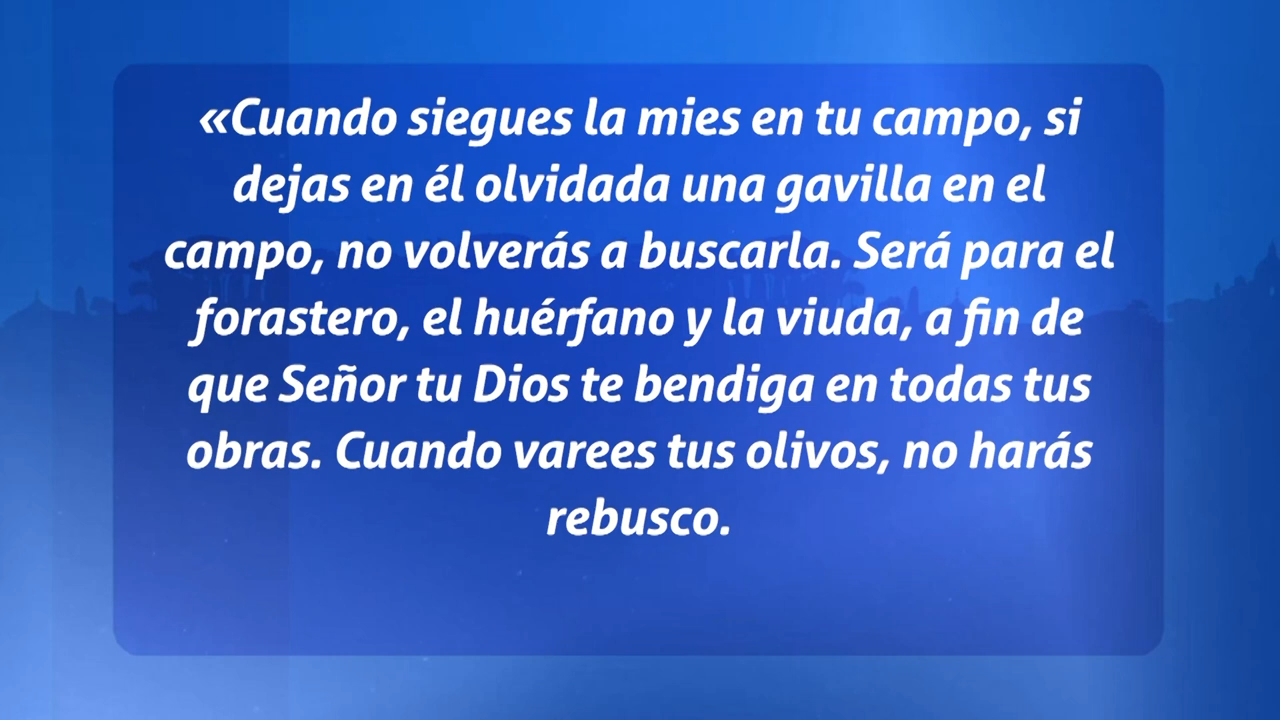 «Cuando siegues la mies en tu campo, si
dejas en él olvidada una gavilla en el
campo, no volverás a buscarla. Será para el
forastero, el huérfano y la viuda, a fin de
que Señor tu Dios te bendiga en todas tus
obras. Cuando varees tus olivos, no harás
rebusco.